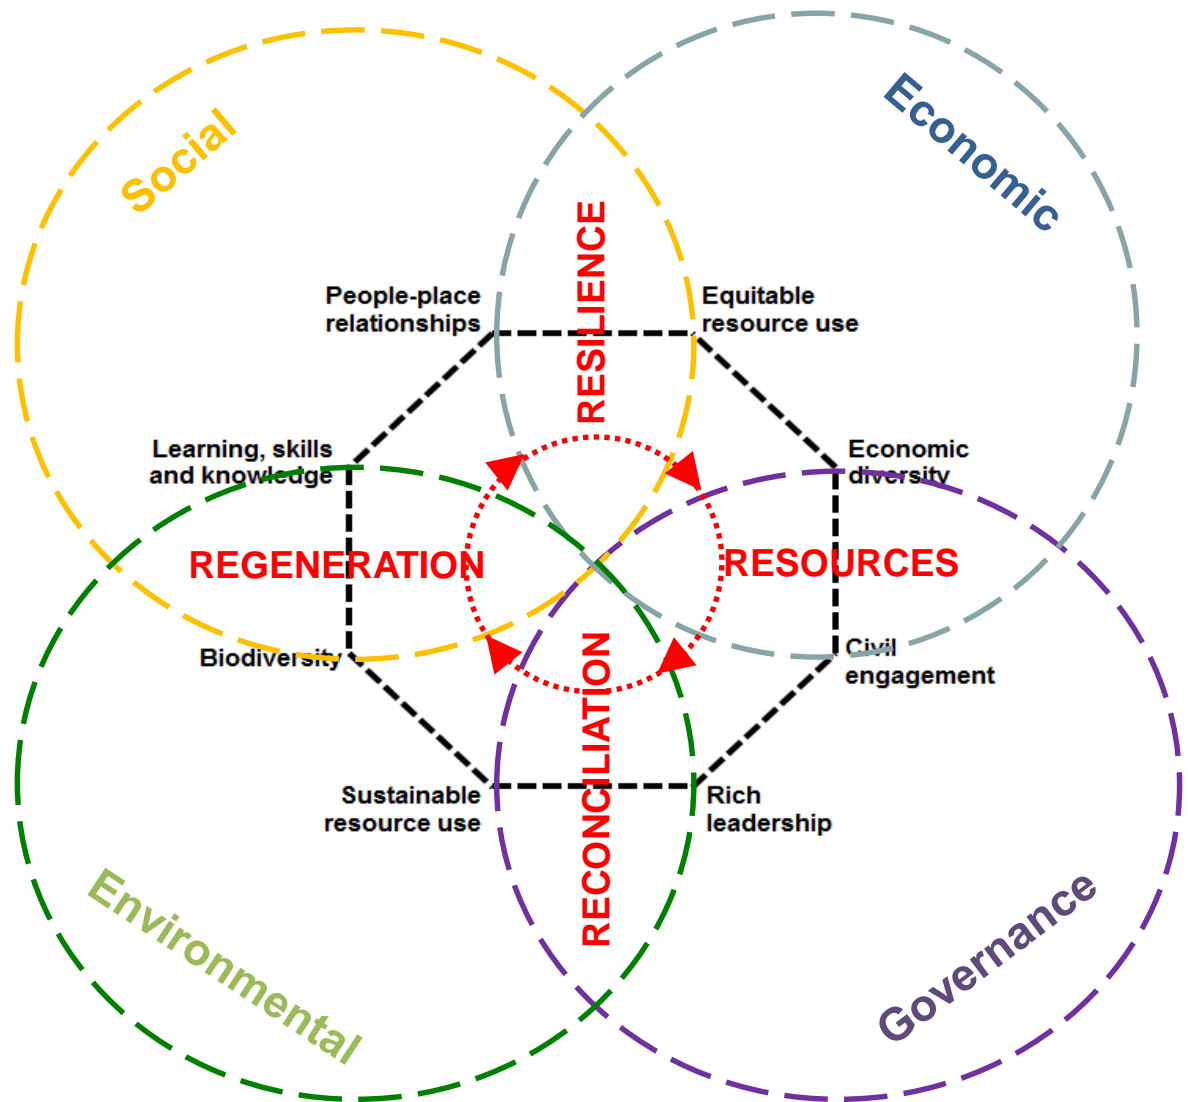 Social
Economic
RESILIENCE
People-place
relationships
Equitable
resource use
Learning, skills
and knowledge
Economic
diversity
REGENERATION
RESOURCES
Biodiversity
Civil
engagement
RECONCILIATION
Sustainable
resource use
Rich
leadership
Environmental
Governance